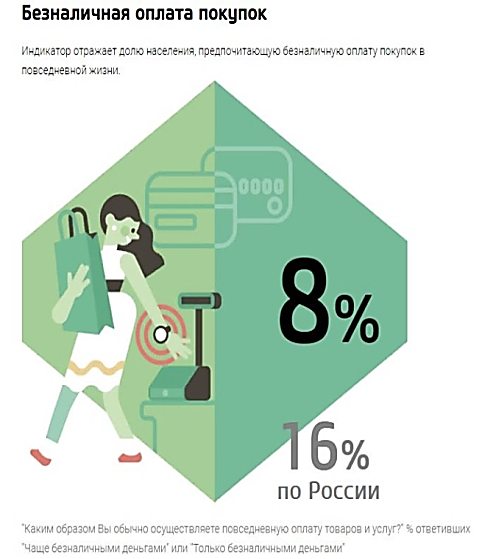 Безналичная оплата покупок
Индикатор отражает долю населения, предпочитающую безналичную оплату покупок в
повседневной жизни.
8%
16%
по России
"Каким образом Вы обычно осуществляете повседневную оплату товаров и услуг?" % ответивших
"Чаще безналичными деньгами" или "Только безналичными деньгами"